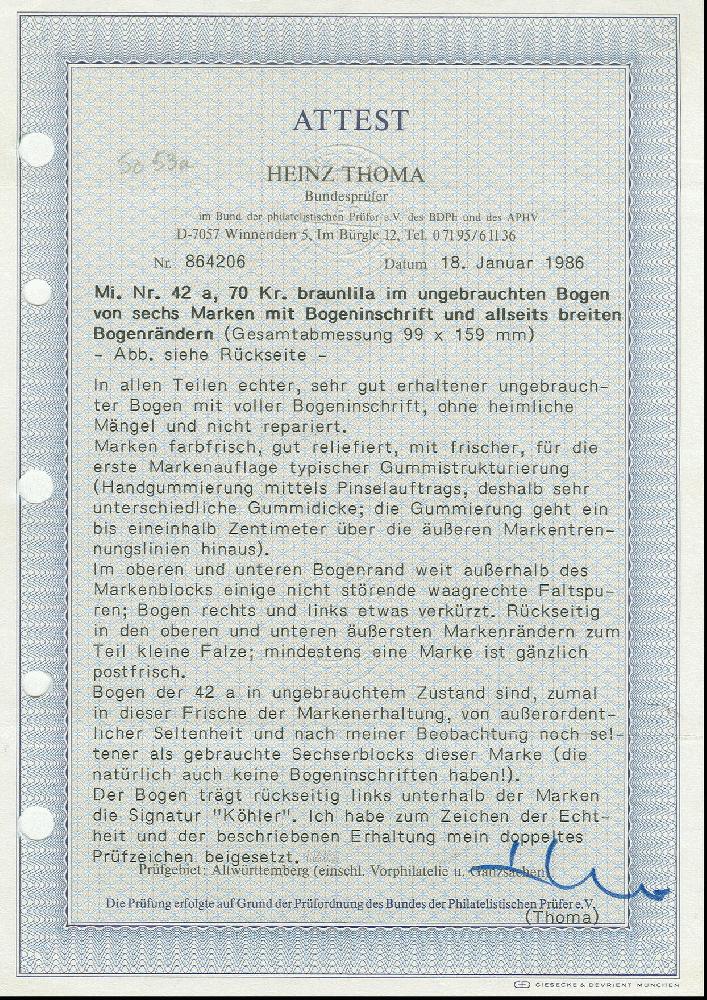 ATTEST
So 53a
HEINZ THOMA
Bundesprüfer
im Bund der philatelistischen Prüfer e.V. des BDPh und des APHV
D-7057 Winnenden 5, Im Bürgle 12, Tel. 07195/61136
Nr. 864206 Datum 18. Januar 1986
Mi. Nr. 42 a, 70 Kr. braunlila im ungebrauchten Bogen
von sechs Marken mit Bogeninschrift und allseits breiten
Bogenrändern (Gesamtabmessung 99 x 159 mm)
- Abb. siehe Rückseite -
In allen Teilen echter, sehr gut erhaltener ungebrauch-
ter Bogen mit voller Bogeninschrift, ohne heimliche
Mängel und nicht repariert.
Marken farbfrisch, gut reliefiert, mit frischer, für die
erste Markenauflage typischer Gummistrukturierung
(Handgummierung mittels Pinselauftrags, deshalb sehr
unterschiedliche Gummidicke; die Gummierung geht ein
bis eineinhalb Zentimeter über die äußeren Markentren-
nungslinien hinaus).
Im oberen und unteren Bogenrand weit außerhalb des
Markenblocks einige nicht störende waagrechte Faltspu-
ren; Bogen rechts und links etwas verkürzt. Rückseitig
in den oberen und unteren äußersten Markenrändern zum
Teil kleine Falze; mindestens eine Marke ist gänzlich
postfrisch.
Bogen der 42 a in ungebrauchtem Zustand sind, zumal
in dieser Frische der Markenerhaltung, von außerordent-
licher Seltenheit und nach meiner Beobachtung noch sel-
tener als gebrauchte Sechserblocks dieser Marke (die
natürlich auch keine Bogeninschriften haben!).
Der Bogen trägt rückseitig links unterhalb der Marken
die Signatur "Köhler". Ich habe zum Zeichen der Echt-
heit und der beschriebenen Erhaltung mein doppeltes
Prüfzeichen beigesetzt.
Prüfgebiet: Altwürttemberg (einschl. Vorphilatelie u. Ganzsachen)
Die Prüfung erfolgte auf Grund der Prüfordnung des Bundes der Philatelistischen Prüfer e.V.
(Thoma)
GIESECKE & DEVRIENT MÜNCHEN